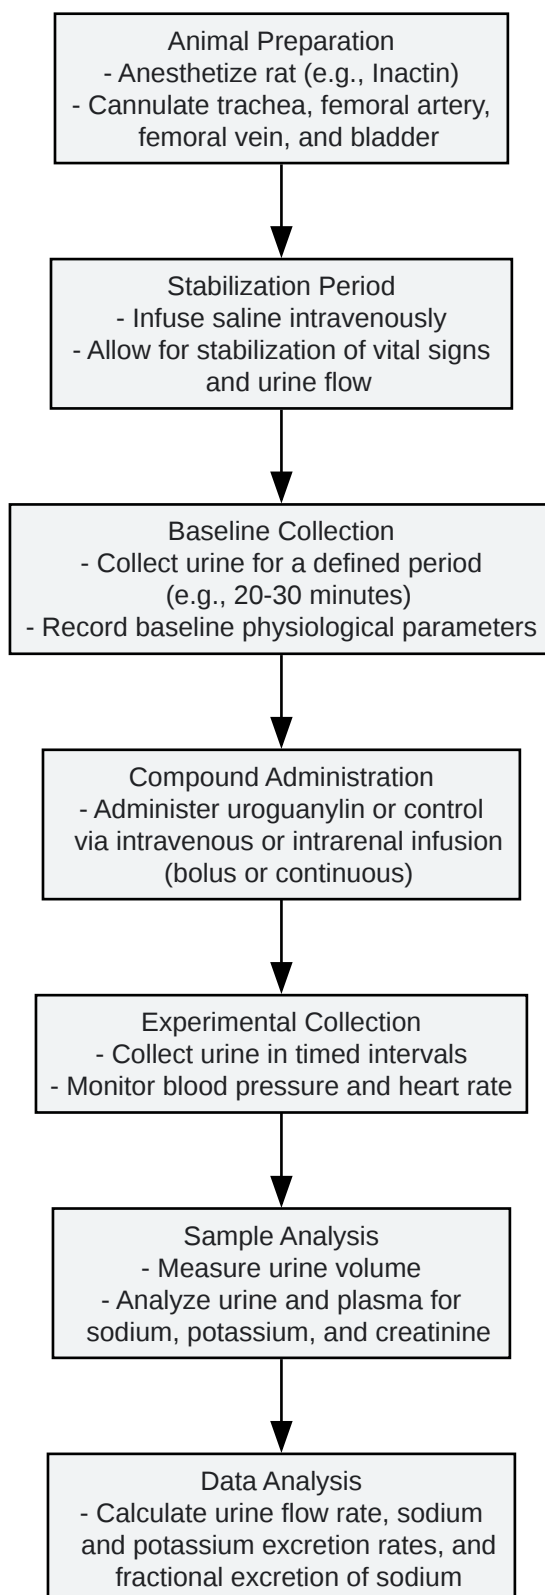 Animal Preparation
- Anesthetize rat (e.g., Inactin)
- Cannulate trachea, femoral artery,
femoral vein, and bladder
Stabilization Period
- Infuse saline intravenously
- Allow for stabilization of vital signs
and urine flow
Baseline Collection
- Collect urine for a defined period
(e.g., 20-30 minutes)
- Record baseline physiological parameters
Compound Administration
- Administer uroguanylin or control
via intravenous or intrarenal infusion
(bolus or continuous)
Experimental Collection
- Collect urine in timed intervals
- Monitor blood pressure and heart rate
Sample Analysis
- Measure urine volume
- Analyze urine and plasma for
sodium, potassium, and creatinine
Data Analysis
- Calculate urine flow rate, sodium
and potassium excretion rates, and
fractional excretion of sodium